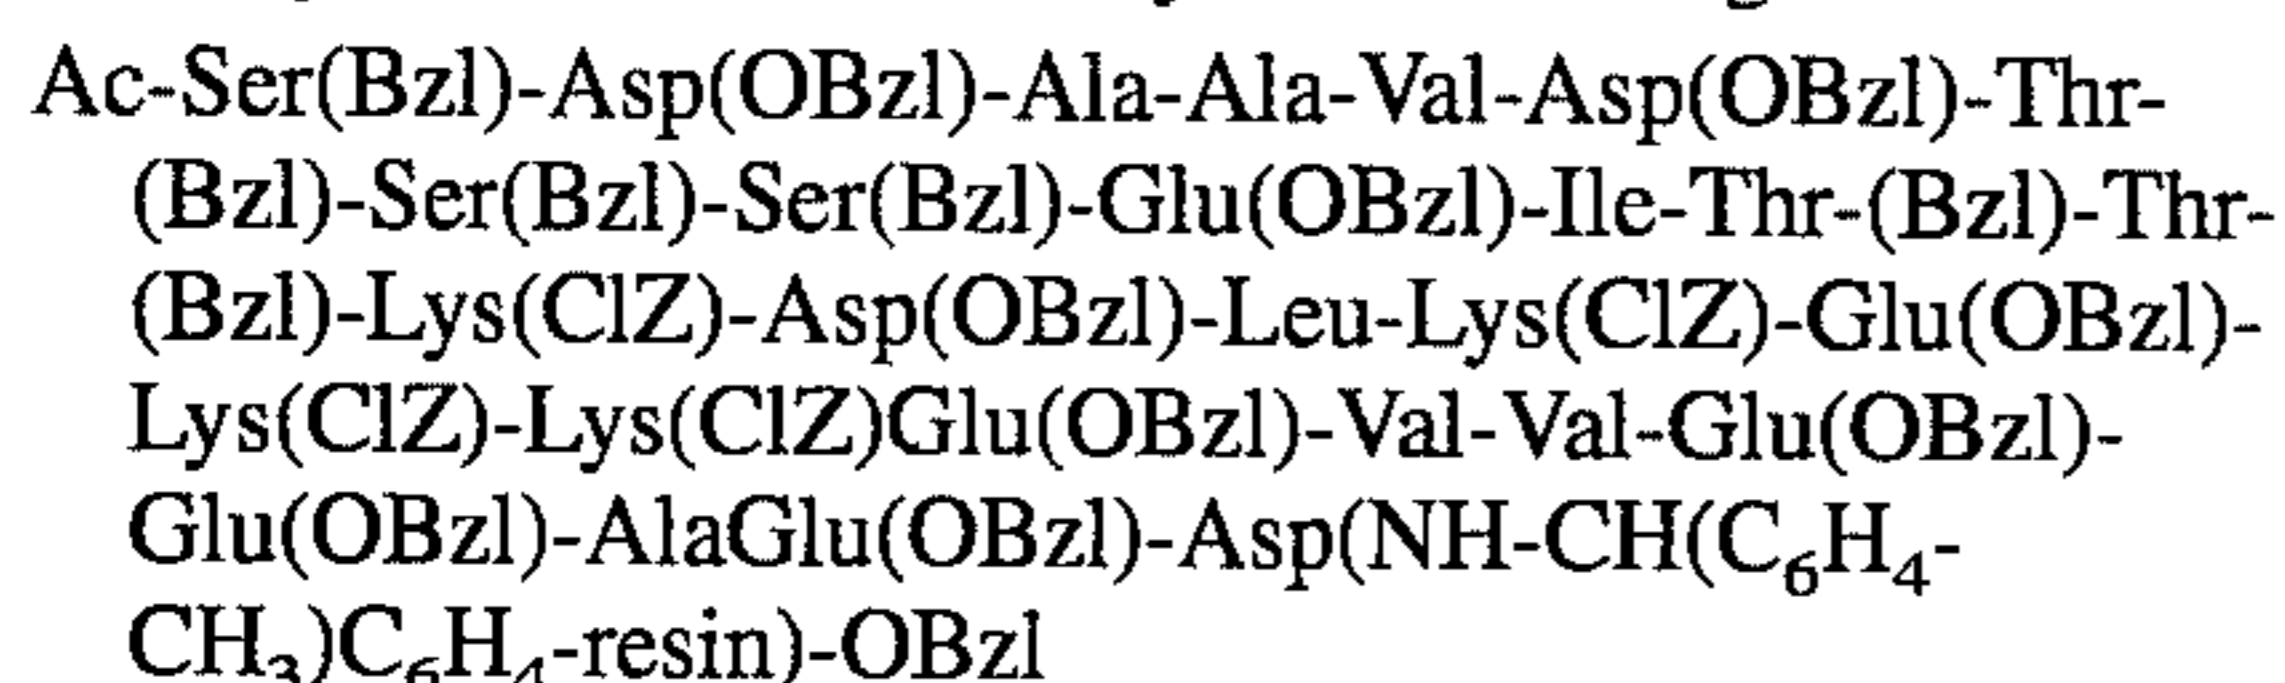 Ac-Ser(Bzl)-Asp(OBzl)-Ala-Ala-Val-Asp(OBzl)-Thr-
(Bzl)-Ser(Bzl)-Ser(Bzl)-Glu(OBzl)-Ile-Thr-(Bzl)-Thr-
(Bzl)-Lys(ClZ)-Asp(OBzl)-Leu-Lys(ClZ)-Glu(OBzl)-
Lys(ClZ)-Lys(ClZ)Glu(OBzl)-Val-Val-Glu(OBzl)-
Glu(OBzl)-AlaGlu(OBzl)-Asp(NH-CH(C₆H₄-
CH₃)C₆H₄-resin)-OBzl